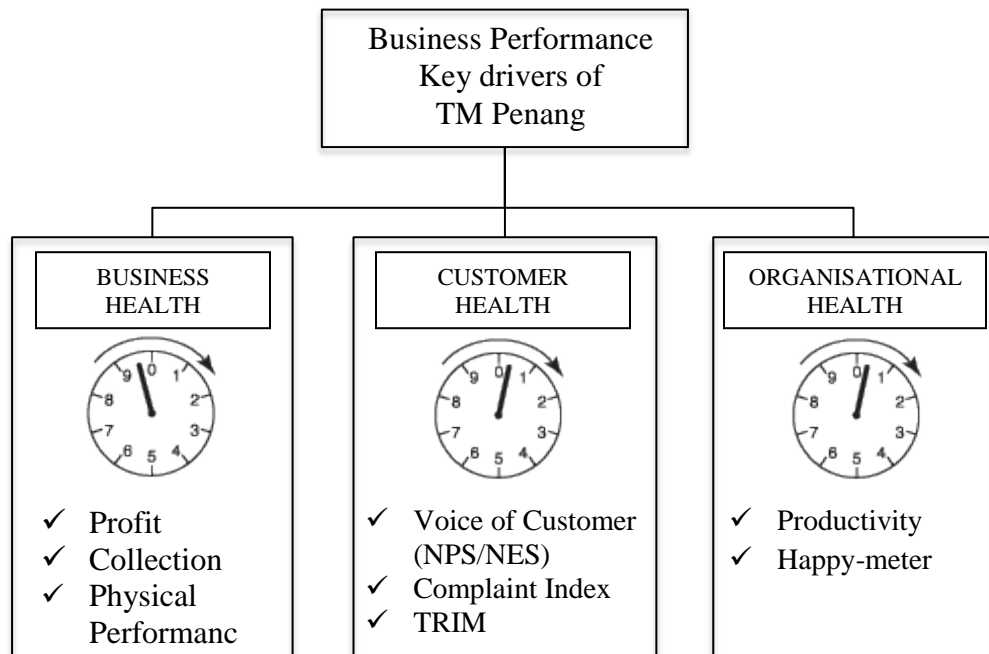 Business Performance
Key drivers of
TM Penang
BUSINESS
HEALTH
9 0 1
8 2
7 3
6 5 4
✓ Profit
✓ Collection
✓ Physical
Performanc
CUSTOMER
HEALTH
9 0 1
8 2
7 3
6 5 4
✓ Voice of Customer
(NPS/NES)
✓ Complaint Index
✓ TRIM
ORGANISATIONAL
HEALTH
9 0 1
8 2
7 3
6 5 4
✓ Productivity
✓ Happy-meter